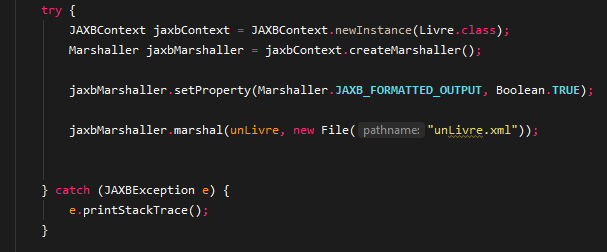 try {
JAXBContext jaxbContext = JAXBContext.newInstance(Livre.class);
Marshaller jaxbMarshaller = jaxbContext.createMarshaller();
jaxbMarshaller.setProperty(Marshaller.JAXB_FORMATTED_OUTPUT, Boolean.TRUE);
jaxbMarshaller.marshal(unLivre, new File( pathname: "unLivre.xml"));
} catch (JAXBException e) {
e.printStackTrace();
}